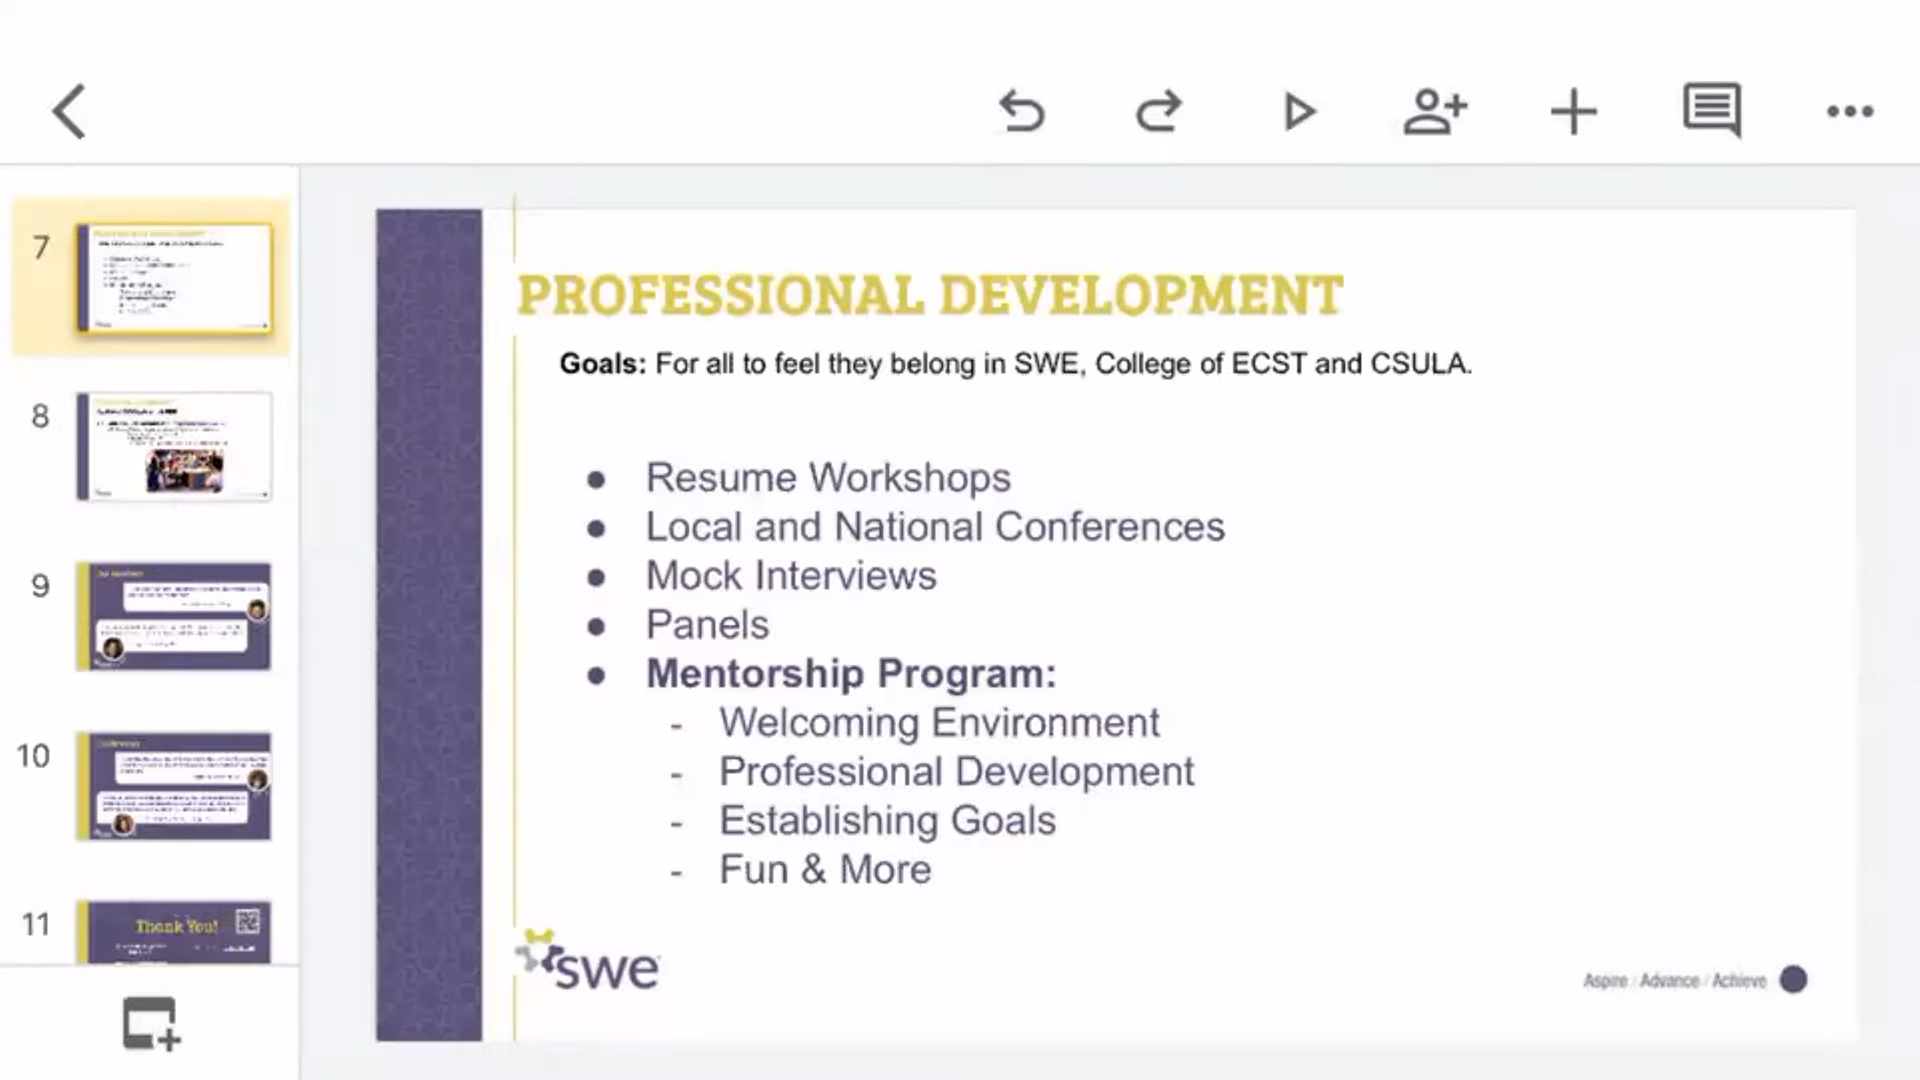 7
8
9
10
11
Thank You!
PROFESSIONAL DEVELOPMENT
Goals: For all to feel they belong in SWE, College of ECST and CSULA.
● Resume Workshops
● Local and National Conferences
● Mock Interviews
● Panels
● Mentorship Program:
- Welcoming Environment
- Professional Development
- Establishing Goals
- Fun & More
swe
Aspire / Advance / Achieve